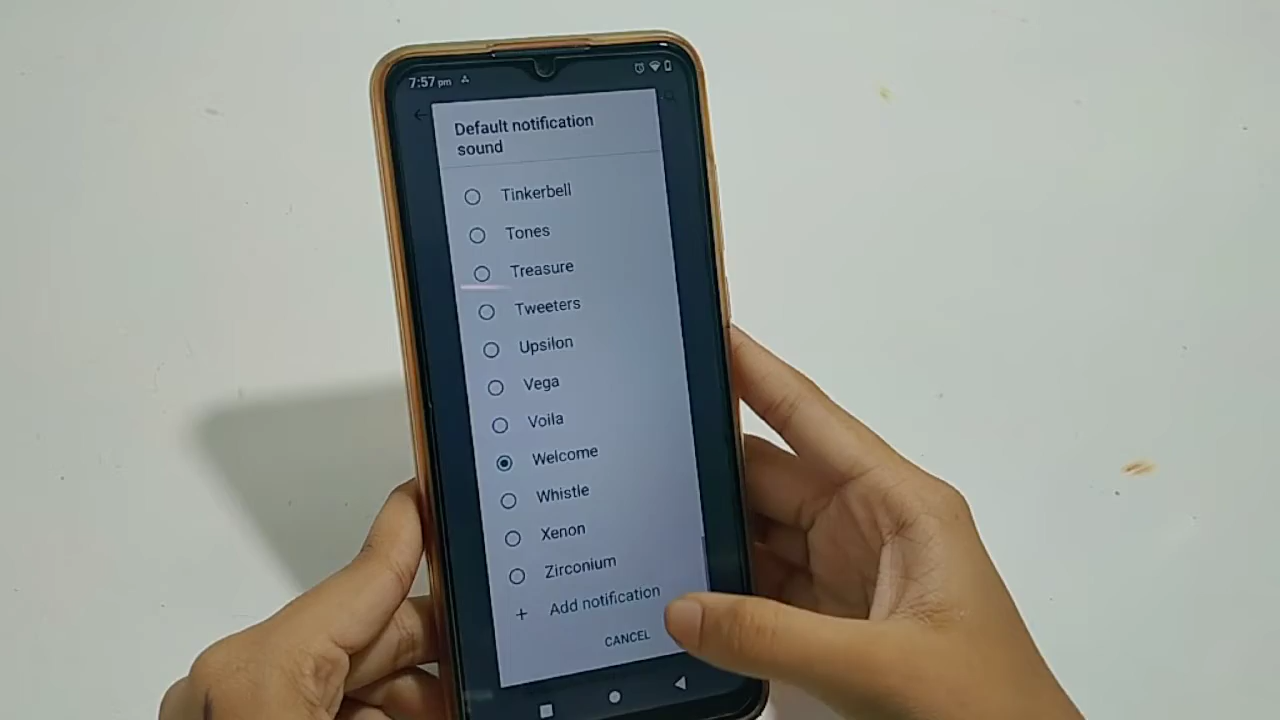 7:57 pm
Default notification
sound
Tinkerbell
Tones
Treasure
Tweeters
Upsilon
Vega
Voila
Welcome
Whistle
Xenon
Zirconium
Add notification
CANCEL